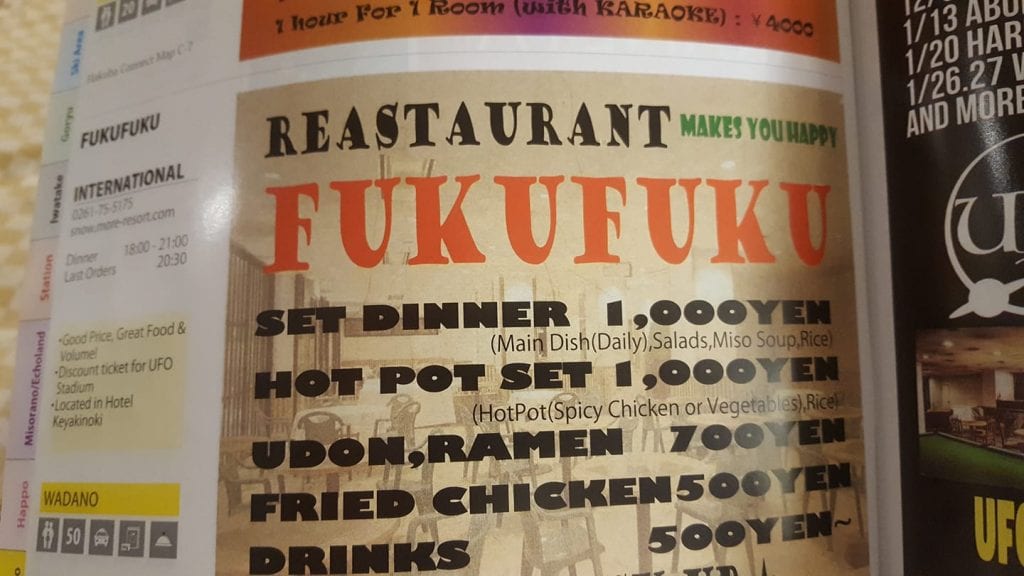 1 hour For 1 Room (with KARAOKE) : ¥4000
20
Hakuba Connect Map C-7
FUKUFUKU
INTERNATIONAL
0261-75-5175
snow.more-resort.com
Dinner 18:00 - 21:00
Last Orders 20:30
•Good Price, Great Food &
Volume!
•Discount ticket for UFO
Stadium
•Located in Hotel
Keyakinoki
WADANO
50
Ski Area
Goryu
Iwatake
Station
Misorano/Echoland
Happo
REASTAURANT MAKES YOU HAPPY
FUKUFUKU
SET DINNER 1,000YEN
(Main Dish(Daily),Salads,Miso Soup,Rice)
HOT POT SET 1,000YEN
(HotPot(Spicy Chicken or Vegetables),Rice)
UDON,RAMEN 700YEN
FRIED CHICKEN 500YEN
DRINKS 500YEN~
1/13 ABOU
1/20 HAR
1/26.27 W
AND MORE
U
UFO